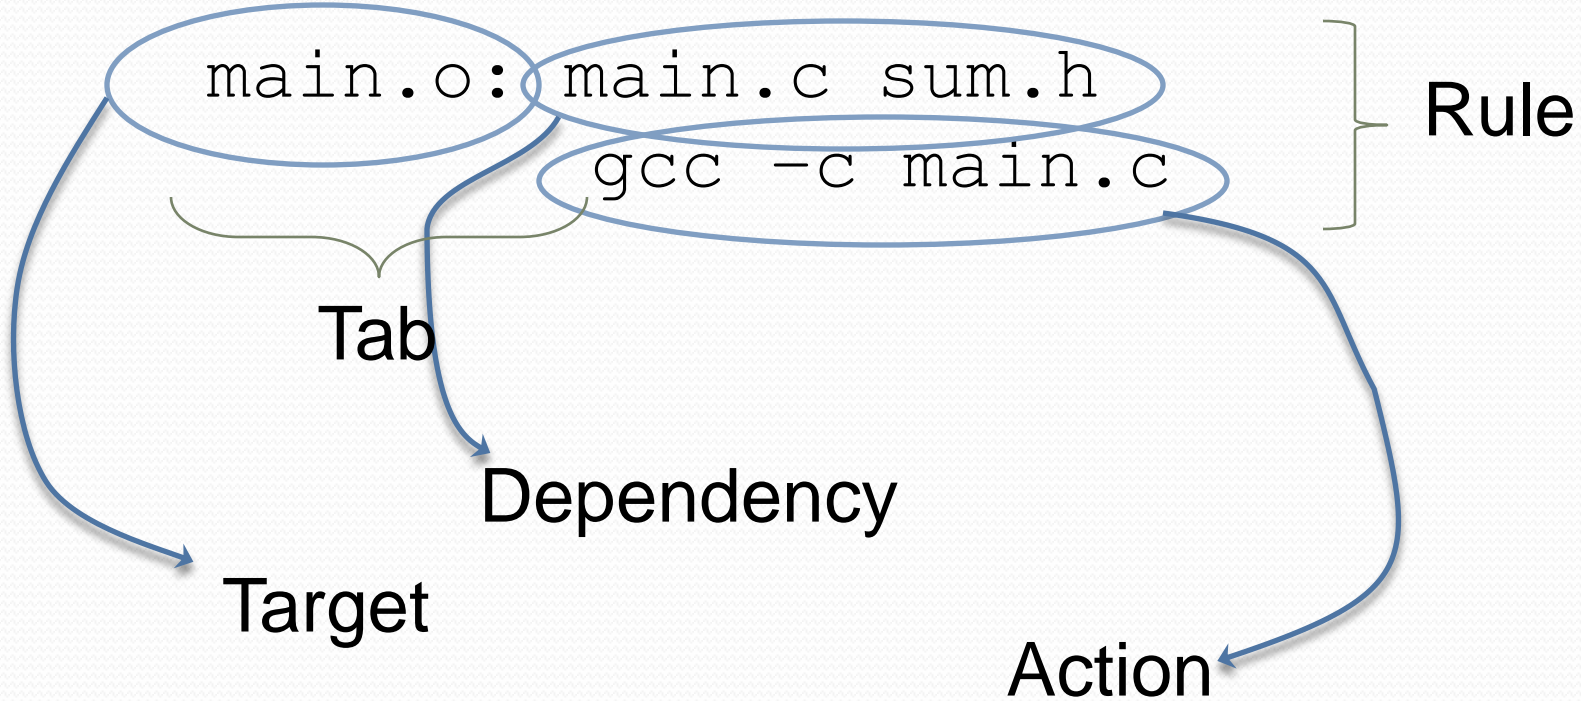 main.o: main.c sum.h
gcc –c main.c
Rule
Tab
Dependency
Target
Action